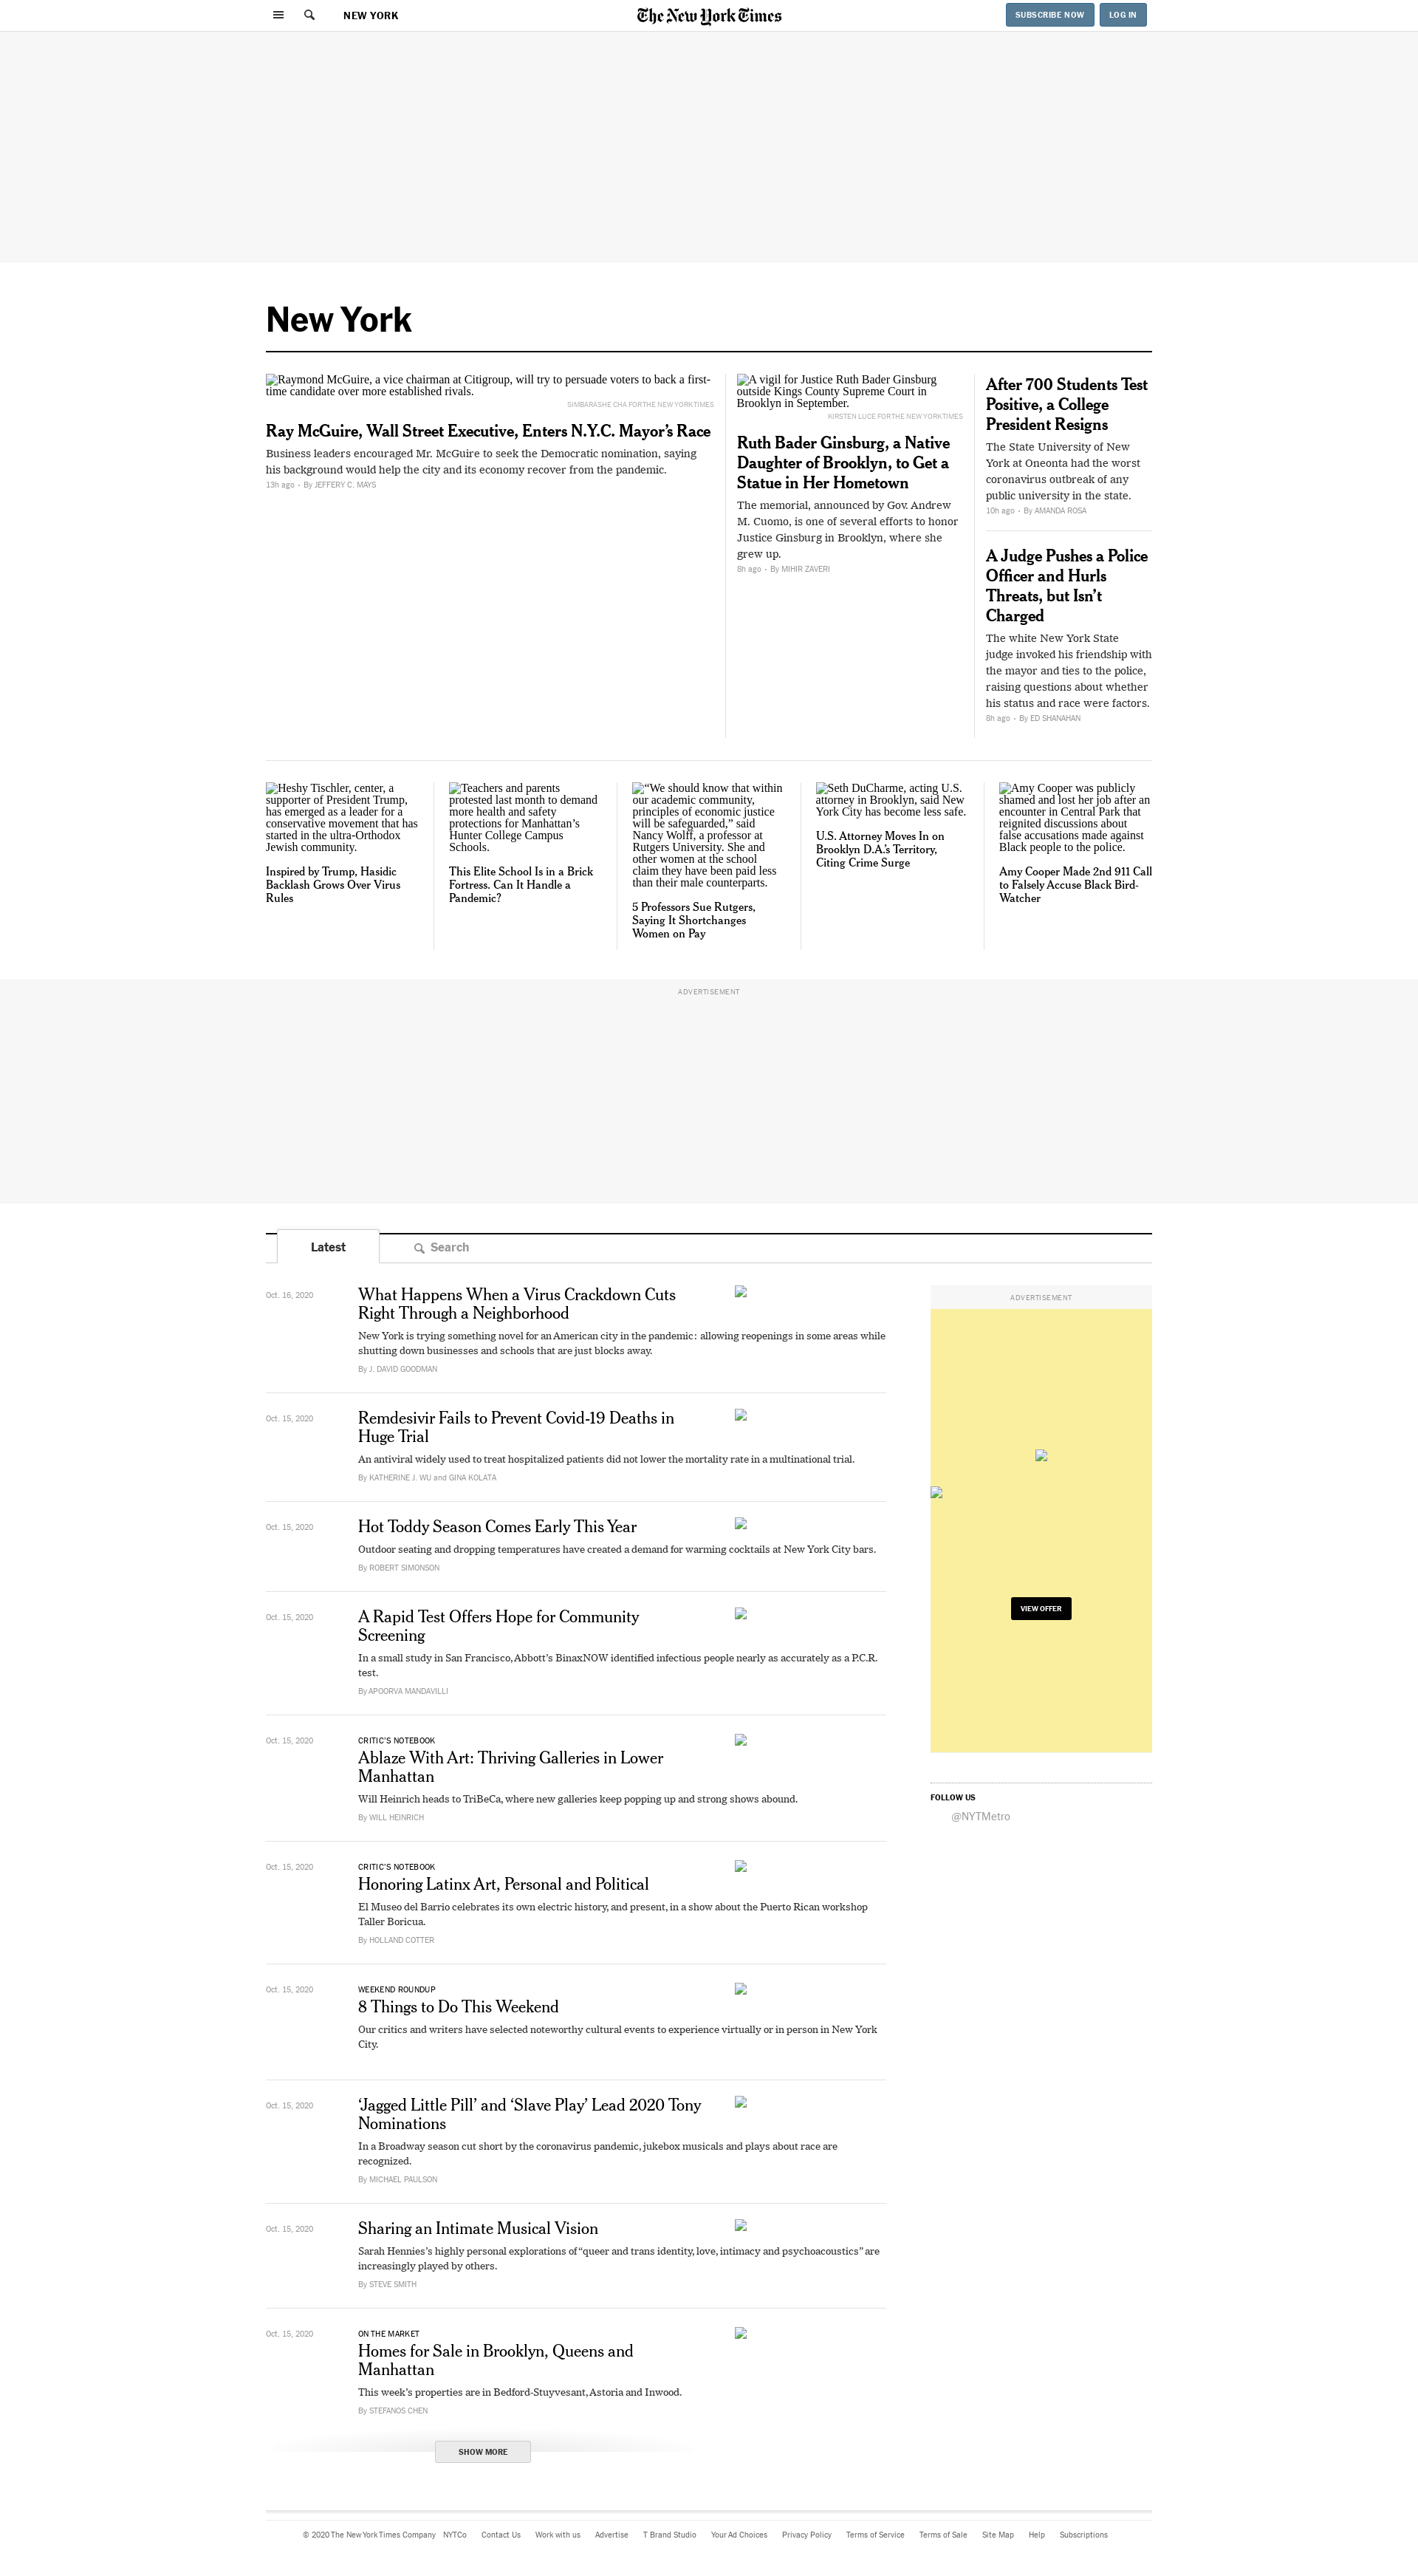 NEW YORK
The New York Times
SUBSCRIBE NOW
LOG IN
New York
Raymond McGuire, a vice chairman at Citigroup, will try to persuade voters to back a first-
time candidate over more established rivals.
SIMBARASHE CHA FOR THE NEW YORK TIMES
Ray McGuire, Wall Street Executive, Enters N.Y.C. Mayor’s Race
Business leaders encouraged Mr. McGuire to seek the Democratic nomination, saying
his background would help the city and its economy recover from the pandemic.
13h ago • By JEFFERY C. MAYS
A vigil for Justice Ruth Bader Ginsburg
outside Kings County Supreme Court in
Brooklyn in September.
KIRSTEN LUCE FOR THE NEW YORK TIMES
Ruth Bader Ginsburg, a Native
Daughter of Brooklyn, to Get a
Statue in Her Hometown
The memorial, announced by Gov. Andrew
M. Cuomo, is one of several efforts to honor
Justice Ginsburg in Brooklyn, where she
grew up.
8h ago • By MIHIR ZAVERI
After 700 Students Test
Positive, a College
President Resigns
The State University of New
York at Oneonta had the worst
coronavirus outbreak of any
public university in the state.
10h ago • By AMANDA ROSA
A Judge Pushes a Police
Officer and Hurls
Threats, but Isn’t
Charged
The white New York State
judge invoked his friendship with
the mayor and ties to the police,
raising questions about whether
his status and race were factors.
8h ago • By ED SHANAHAN
Heshy Tischler, center, a
supporter of President Trump,
has emerged as a leader for a
conservative movement that has
started in the ultra-Orthodox
Jewish community.
Inspired by Trump, Hasidic
Backlash Grows Over Virus
Rules
Teachers and parents
protested last month to demand
more health and safety
protections for Manhattan’s
Hunter College Campus
Schools.
This Elite School Is in a Brick
Fortress. Can It Handle a
Pandemic?
“We should know that within
our academic community,
principles of economic justice
will be safeguarded,” said
Nancy Wolff, a professor at
Rutgers University. She and
other women at the school
claim they have been paid less
than their male counterparts.
5 Professors Sue Rutgers,
Saying It Shortchanges
Women on Pay
Seth DuCharme, acting U.S.
attorney in Brooklyn, said New
York City has become less safe.
U.S. Attorney Moves In on
Brooklyn D.A.’s Territory,
Citing Crime Surge
Amy Cooper was publicly
shamed and lost her job after an
encounter in Central Park that
reignited discussions about
false accusations made against
Black people to the police.
Amy Cooper Made 2nd 911 Call
to Falsely Accuse Black Bird-
Watcher
ADVERTISEMENT
Latest
Search
Oct. 16, 2020
What Happens When a Virus Crackdown Cuts
Right Through a Neighborhood
New York is trying something novel for an American city in the pandemic: allowing reopenings in some areas while
shutting down businesses and schools that are just blocks away.
By J. DAVID GOODMAN
Oct. 15, 2020
Remdesivir Fails to Prevent Covid-19 Deaths in
Huge Trial
An antiviral widely used to treat hospitalized patients did not lower the mortality rate in a multinational trial.
By KATHERINE J. WU and GINA KOLATA
Oct. 15, 2020
Hot Toddy Season Comes Early This Year
Outdoor seating and dropping temperatures have created a demand for warming cocktails at New York City bars.
By ROBERT SIMONSON
Oct. 15, 2020
A Rapid Test Offers Hope for Community
Screening
In a small study in San Francisco, Abbott’s BinaxNOW identified infectious people nearly as accurately as a P.C.R.
test.
By APOORVA MANDAVILLI
Oct. 15, 2020
CRITIC’S NOTEBOOK
Ablaze With Art: Thriving Galleries in Lower
Manhattan
Will Heinrich heads to TriBeCa, where new galleries keep popping up and strong shows abound.
By WILL HEINRICH
Oct. 15, 2020
CRITIC’S NOTEBOOK
Honoring Latinx Art, Personal and Political
El Museo del Barrio celebrates its own electric history, and present, in a show about the Puerto Rican workshop
Taller Boricua.
By HOLLAND COTTER
Oct. 15, 2020
WEEKEND ROUNDUP
8 Things to Do This Weekend
Our critics and writers have selected noteworthy cultural events to experience virtually or in person in New York
City.
Oct. 15, 2020
‘Jagged Little Pill’ and ‘Slave Play’ Lead 2020 Tony
Nominations
In a Broadway season cut short by the coronavirus pandemic, jukebox musicals and plays about race are
recognized.
By MICHAEL PAULSON
Oct. 15, 2020
Sharing an Intimate Musical Vision
Sarah Hennies’s highly personal explorations of “queer and trans identity, love, intimacy and psychoacoustics” are
increasingly played by others.
By STEVE SMITH
Oct. 15, 2020
ON THE MARKET
Homes for Sale in Brooklyn, Queens and
Manhattan
This week’s properties are in Bedford-Stuyvesant, Astoria and Inwood.
By STEFANOS CHEN
SHOW MORE
ADVERTISEMENT
VIEW OFFER
FOLLOW US
@NYTMetro
© 2020 The New York Times Company NYTCo Contact Us Work with us Advertise T Brand Studio Your Ad Choices Privacy Policy Terms of Service Terms of Sale Site Map Help Subscriptions